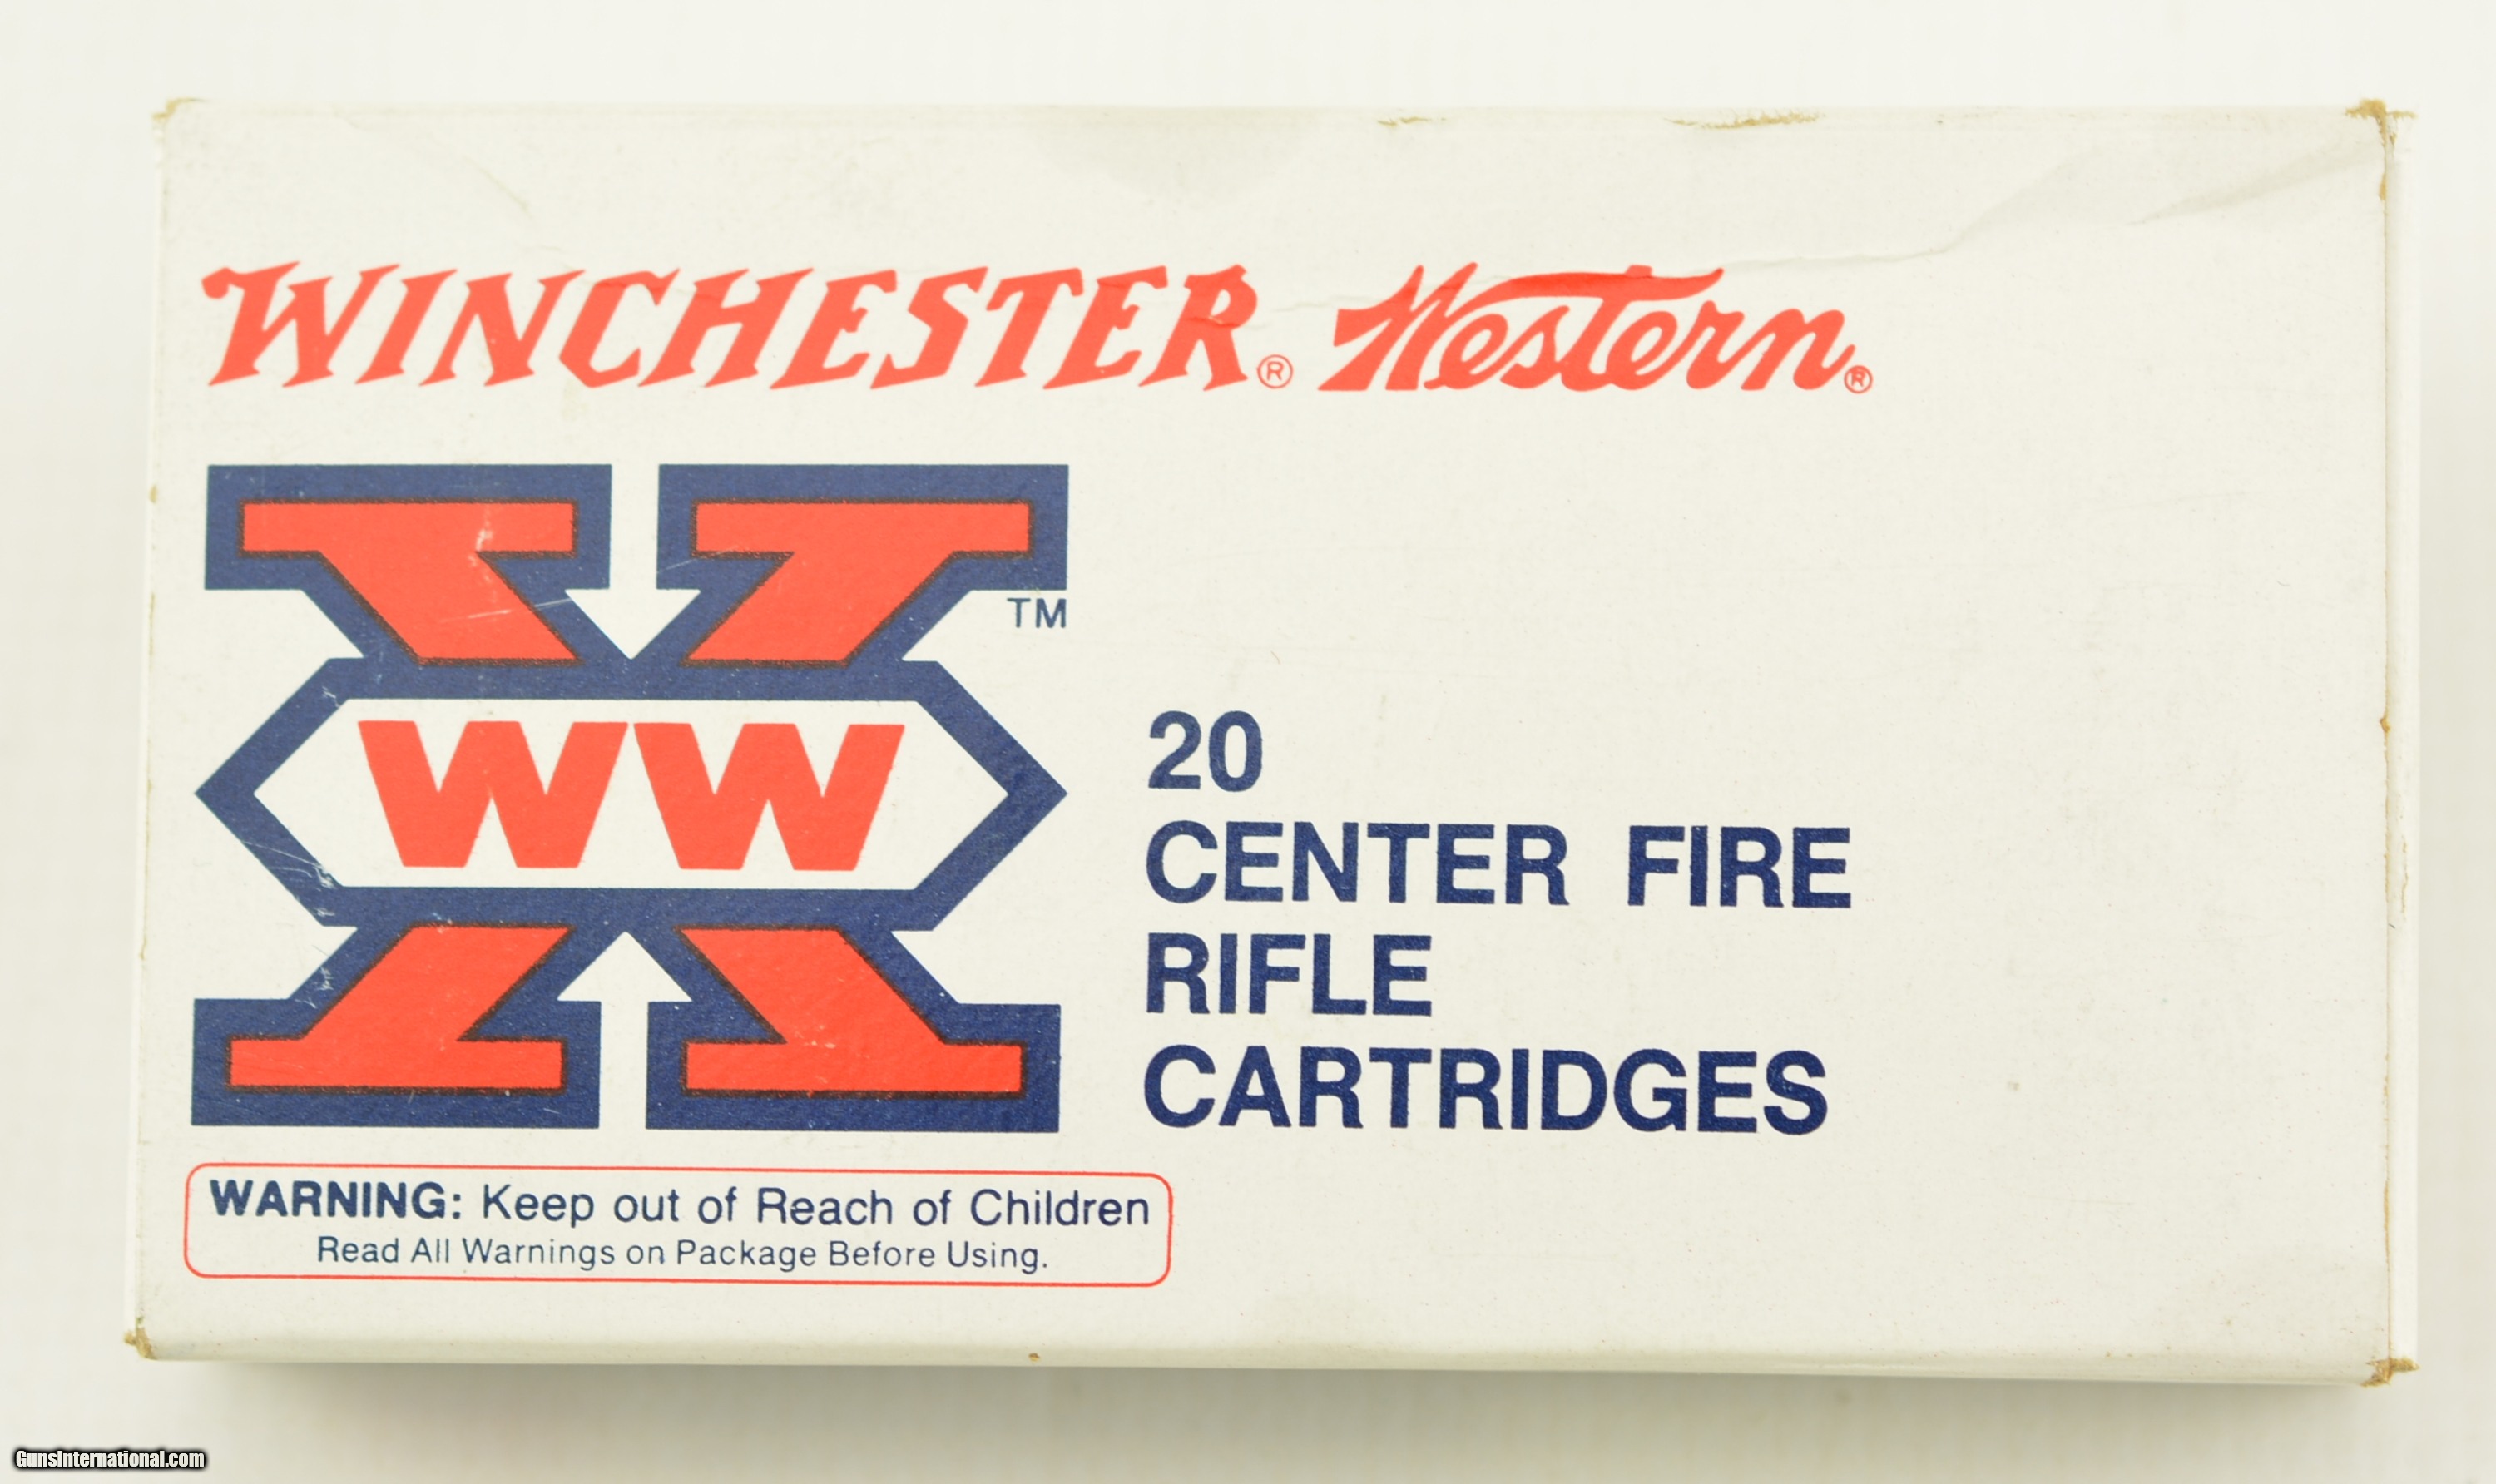 WINCHESTER® Western®
TM
WW
20
CENTER FIRE
RIFLE
CARTRIDGES
WARNING: Keep out of Reach of Children
Read All Warnings on Package Before Using.
GunsInternational.com